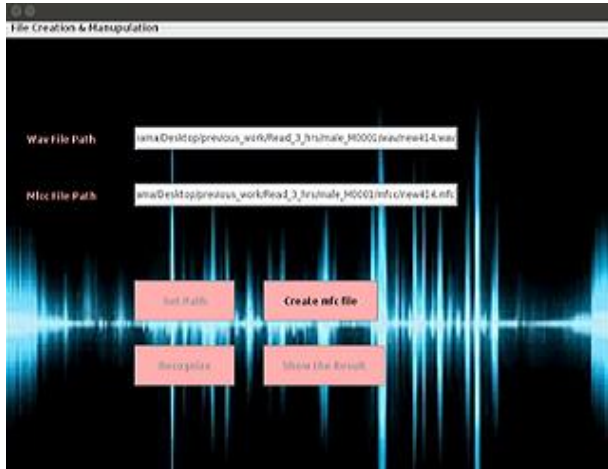 File Creation & Manupulation
Wav File Path
ama/Desktop/previous_work/Read_3_hrs/male_M0001/wav/new414.wav
Mfcc File Path
ama/Desktop/previous_work/Read_3_hrs/male_M0001/mfcc/new414.mfc
Set Path
Create mfc file
Recognize
Show the Result